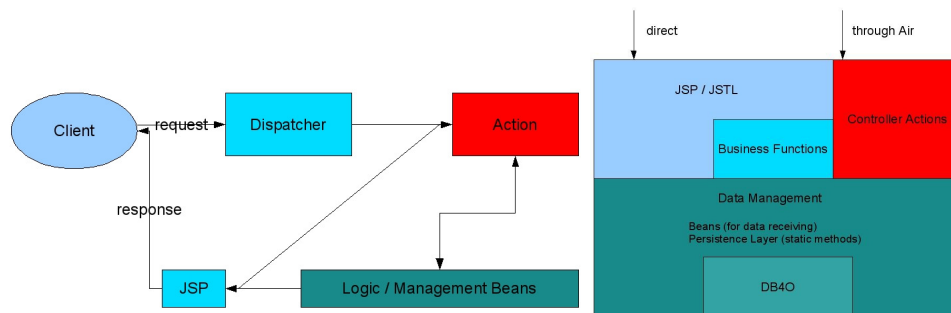 direct
through Air
JSP / JSTL
Client
request
Dispatcher
Action
Controller Actions
Business Functions
response
Data Management
Beans (for data receiving)
Persistence Layer (static methods)
JSP
Logic / Management Beans
DB4O